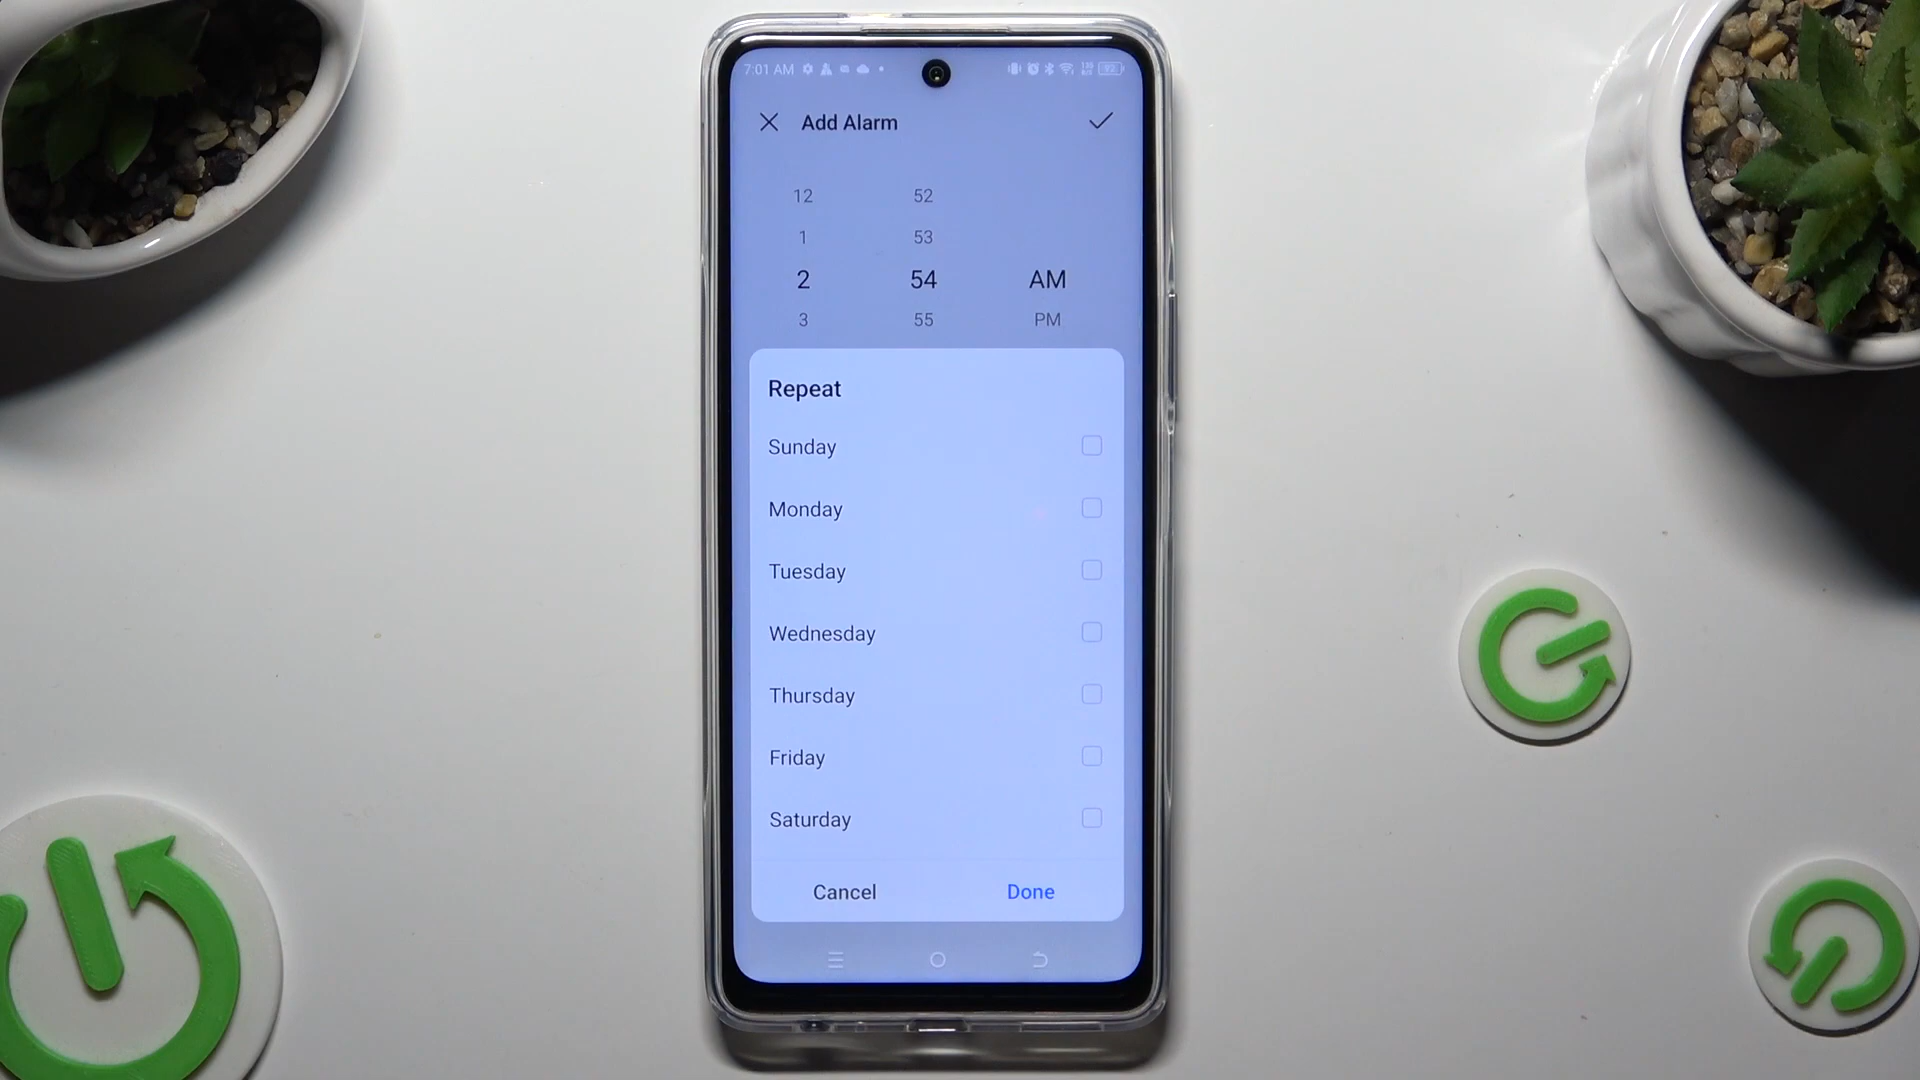 7:01 AM
Add Alarm
12 52
1 53
2 54 AM
3 55 PM
Repeat
Sunday
Monday
Tuesday
Wednesday
Thursday
Friday
Saturday
Cancel Done